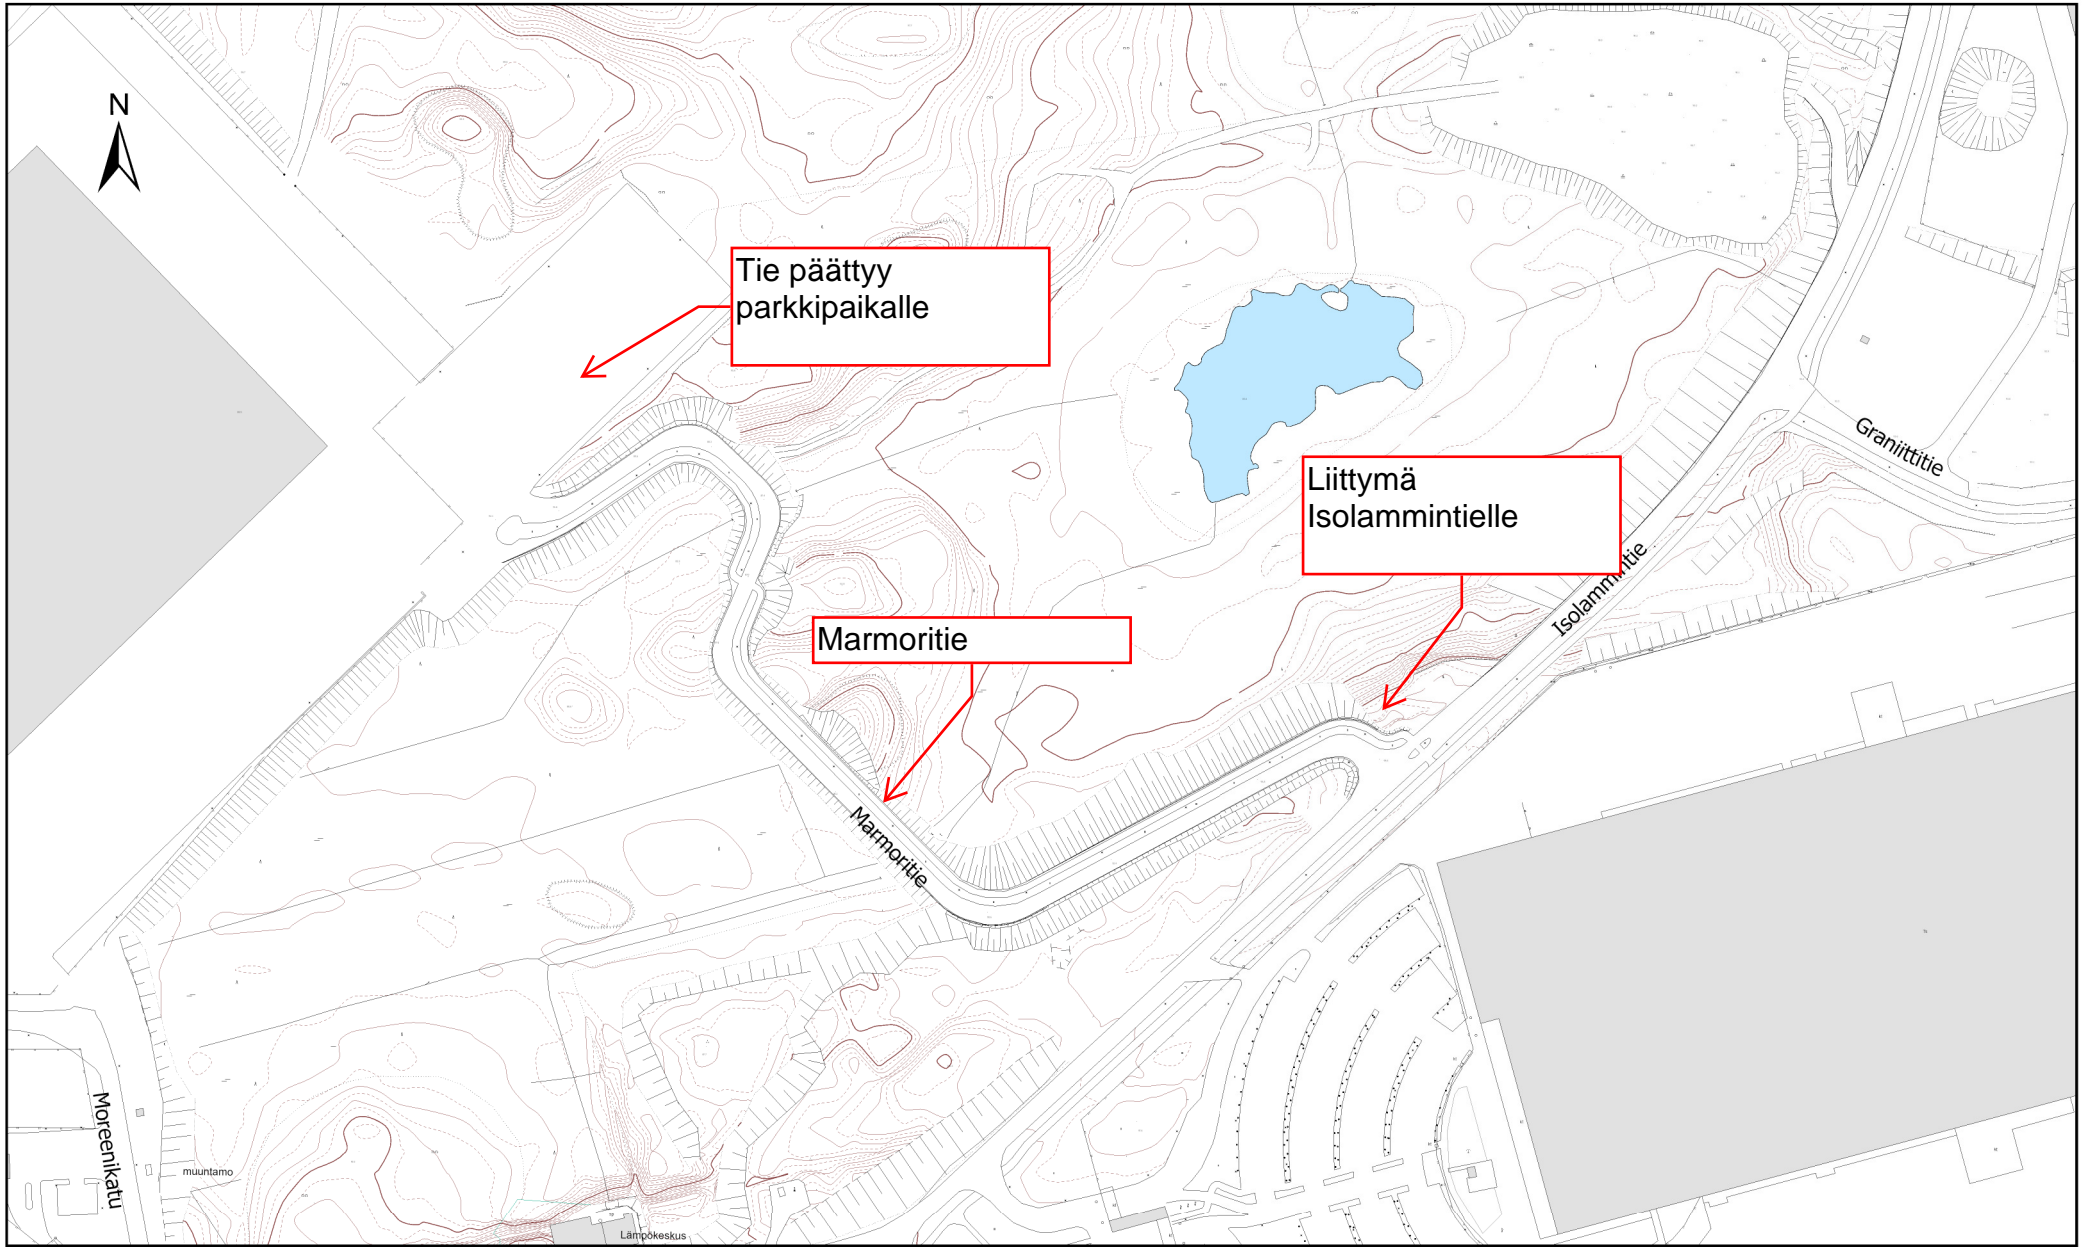 N
Tie päättyy
parkkipaikalle
Graniittitie
Liittymä
Isolammintielle
Isolammintie
Marmoritie
Marmoritie
Moreenikatu
muuntamo
Lämpökeskus